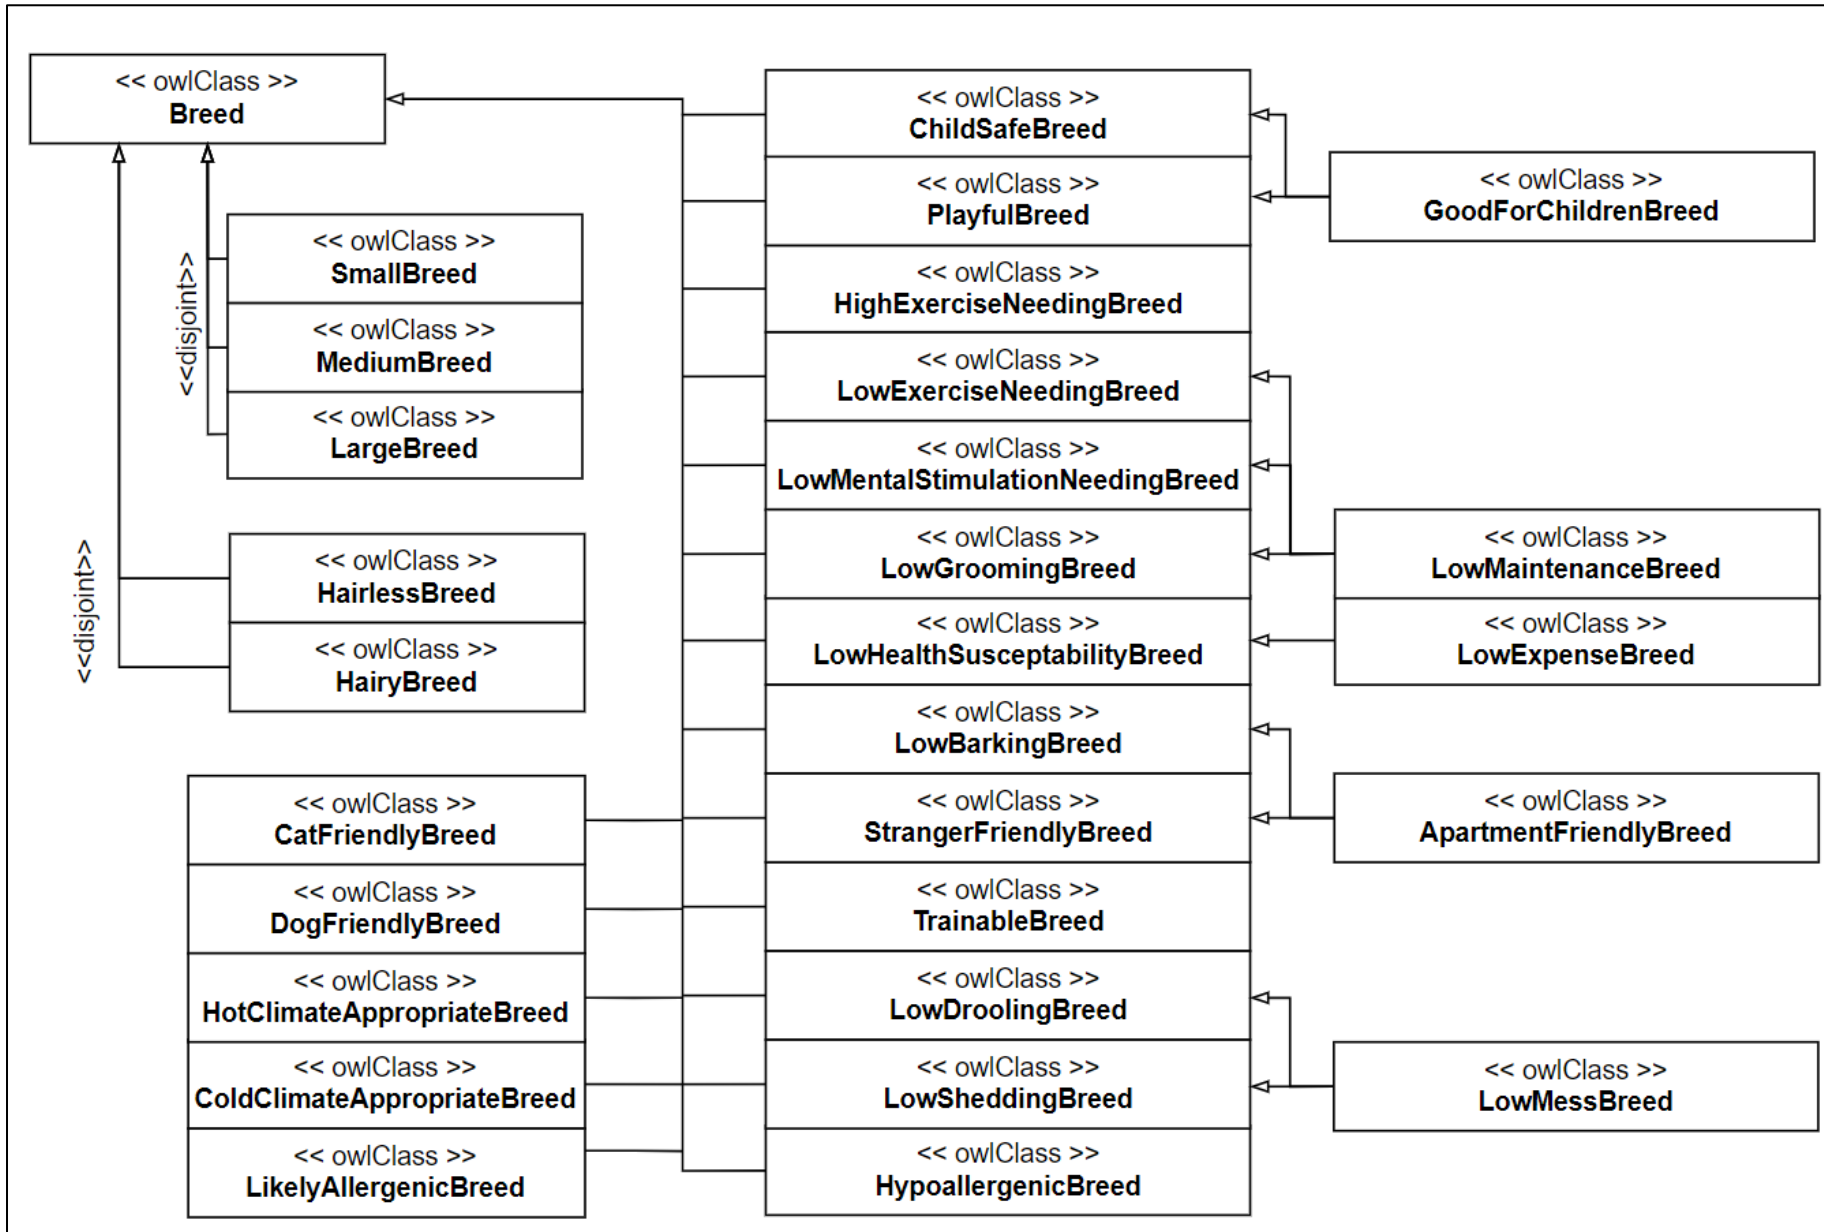 << owlClass >>
Breed
<< owlClass >>
SmallBreed
<< owlClass >>
MediumBreed
<< owlClass >>
LargeBreed
<<disjoint>>
<< owlClass >>
HairlessBreed
<< owlClass >>
HairyBreed
<<disjoint>>
<< owlClass >>
CatFriendlyBreed
<< owlClass >>
DogFriendlyBreed
<< owlClass >>
HotClimateAppropriateBreed
<< owlClass >>
ColdClimateAppropriateBreed
<< owlClass >>
LikelyAllergenicBreed
<< owlClass >>
ChildSafeBreed
<< owlClass >>
PlayfulBreed
<< owlClass >>
HighExerciseNeedingBreed
<< owlClass >>
LowExerciseNeedingBreed
<< owlClass >>
LowMentalStimulationNeedingBreed
<< owlClass >>
LowGroomingBreed
<< owlClass >>
LowHealthSusceptabilityBreed
<< owlClass >>
LowBarkingBreed
<< owlClass >>
StrangerFriendlyBreed
<< owlClass >>
TrainableBreed
<< owlClass >>
LowDroolingBreed
<< owlClass >>
LowSheddingBreed
<< owlClass >>
HypoallergenicBreed
<< owlClass >>
GoodForChildrenBreed
<< owlClass >>
LowMaintenanceBreed
<< owlClass >>
LowExpenseBreed
<< owlClass >>
ApartmentFriendlyBreed
<< owlClass >>
LowMessBreed